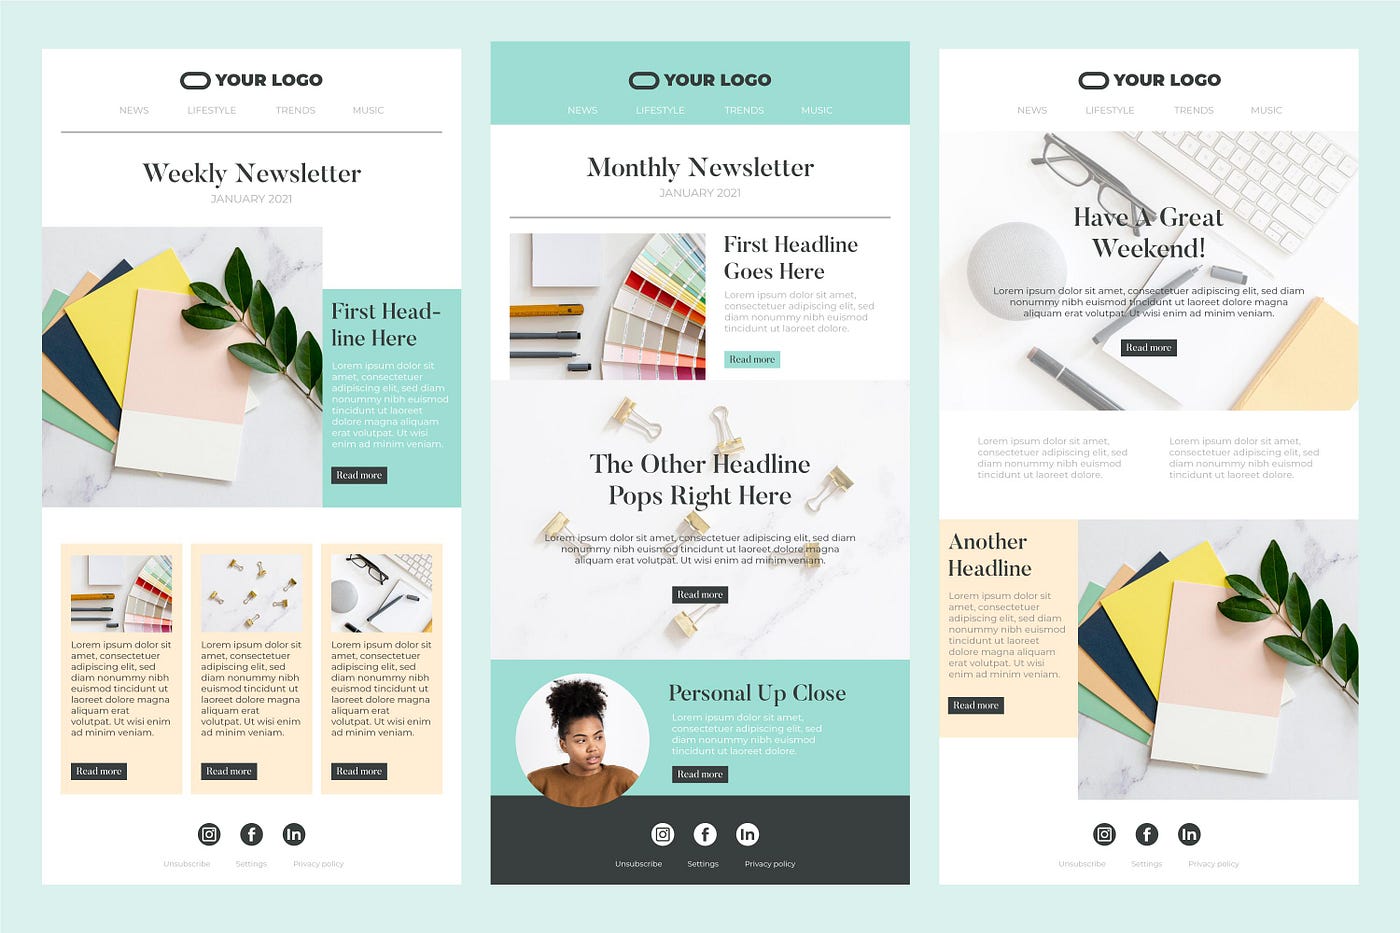 YOUR LOGO
NEWS LIFESTYLE TRENDS MUSIC
Weekly Newsletter
JANUARY 2021
First Head-
line Here
Lorem ipsum dolor sit
amet, consectetuer
adipiscing elit, sed diam
nonummy nibh euismod
tincidunt ut laoreet
dolore magna aliquam
erat volutpat. Ut wisi
enim ad minim veniam.
Read more
Lorem ipsum dolor sit
amet, consectetuer
adipiscing elit, sed
diam nonummy nibh
euismod tincidunt ut
laoreet dolore magna
aliquam erat
volutpat. Ut wisi enim
ad minim veniam.
Read more
Lorem ipsum dolor sit
amet, consectetuer
adipiscing elit, sed
diam nonummy nibh
euismod tincidunt ut
laoreet dolore magna
aliquam erat
volutpat. Ut wisi enim
ad minim veniam.
Read more
Lorem ipsum dolor sit
amet, consectetuer
adipiscing elit, sed
diam nonummy nibh
euismod tincidunt ut
laoreet dolore magna
aliquam erat
volutpat. Ut wisi enim
ad minim veniam.
Read more
Unsubscribe Settings Privacy policy
YOUR LOGO
NEWS LIFESTYLE TRENDS MUSIC
Monthly Newsletter
JANUARY 2021
First Headline
Goes Here
Lorem ipsum dolor sit amet,
consectetuer adipiscing elit, sed
diam nonummy nibh euismod
tincidunt ut laoreet dolore.
Read more
The Other Headline
Pops Right Here
Lorem ipsum dolor sit amet, consectetuer adipiscing elit, sed diam
nonummy nibh euismod tincidunt ut laoreet dolore magna
aliquam erat volutpat. Ut wisi enim ad minim veniam.
Read more
Personal Up Close
Lorem ipsum dolor sit amet,
consectetuer adipiscing elit, sed
diam nonummy nibh euismod
tincidunt ut laoreet dolore.
Read more
Unsubscribe Settings Privacy policy
YOUR LOGO
NEWS LIFESTYLE TRENDS MUSIC
Have A Great
Weekend!
Lorem ipsum dolor sit amet, consectetuer adipiscing elit, sed diam
nonummy nibh euismod tincidunt ut laoreet dolore magna
aliquam erat volutpat. Ut wisi enim ad minim veniam.
Read more
Lorem ipsum dolor sit amet,
consectetuer adipiscing elit, sed
diam nonummy nibh euismod
tincidunt ut laoreet dolore.
Lorem ipsum dolor sit amet,
consectetuer adipiscing elit, sed
diam nonummy nibh euismod
tincidunt ut laoreet dolore.
Another
Headline
Lorem ipsum dolor sit
amet, consectetuer
adipiscing elit, sed diam
nonummy nibh euismod
tincidunt ut laoreet
dolore magna aliquam
erat volutpat. Ut wisi
enim ad minim veniam.
Read more
Unsubscribe Settings Privacy policy